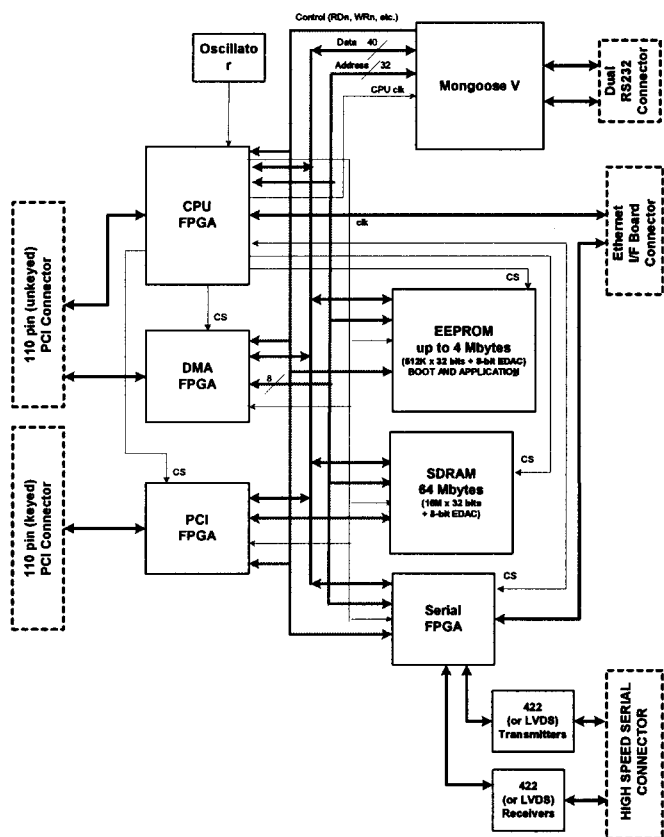 Control (RDn, WRn, etc.)
Data 40
Address 32
CPU clk
Oscillato
r
Mongoose V
Dual
RS232
Connector
CPU
FPGA
clk
Ethernet
I/F Board
Connector
110 pin (unkeyed)
PCI Connector
CS
CS
DMA
FPGA
8
EEPROM
up to 4 Mbytes
(512K x 32 bits + 8-bit EDAC)
BOOT AND APPLICATION
CS
CS
110 pin (keyed)
PCI Connector
PCI
FPGA
SDRAM
64 Mbytes
(16M x 32 bits
+ 8-bit EDAC)
CS
Serial
FPGA
422
(or LVDS)
Transmitters
422
(or LVDS)
Receivers
HIGH SPEED SERIAL
CONNECTOR